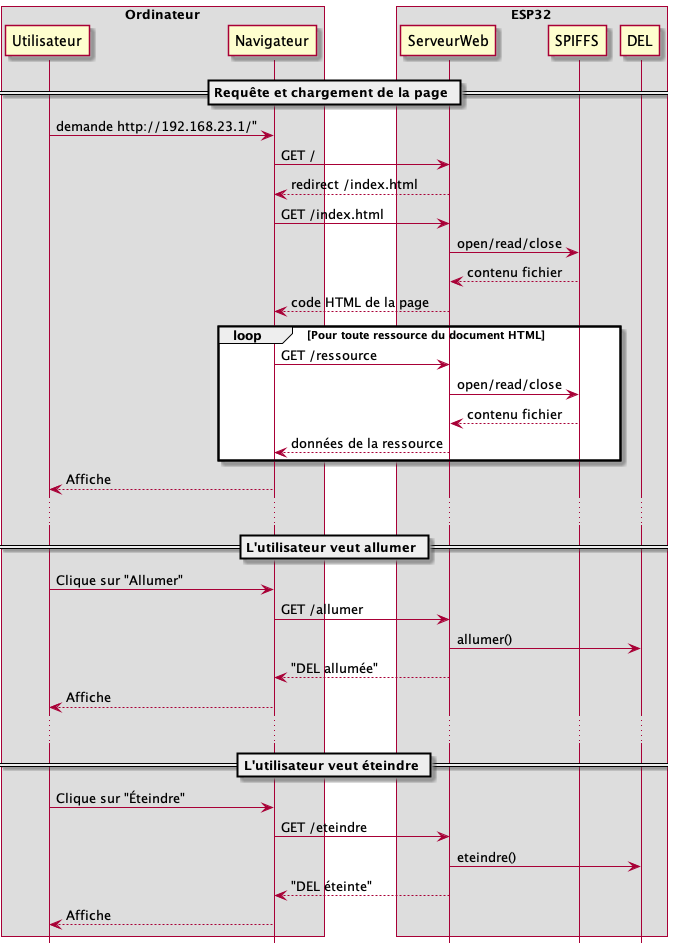 Ordinateur
ESP32
Utilisateur
Navigateur
ServeurWeb
SPIFFS
DEL
Requête et chargement de la page
demande http://192.168.23.1/"
GET /
redirect /index.html
GET /index.html
open/read/close
contenu fichier
code HTML de la page
loop
[Pour toute ressource du document HTML]
GET /ressource
open/read/close
contenu fichier
données de la ressource
Affiche
L'utilisateur veut allumer
Clique sur "Allumer"
GET /allumer
allumer()
"DEL allumée"
Affiche
L'utilisateur veut éteindre
Clique sur "Éteindre"
GET /eteindre
eteindre()
"DEL éteinte"
Affiche